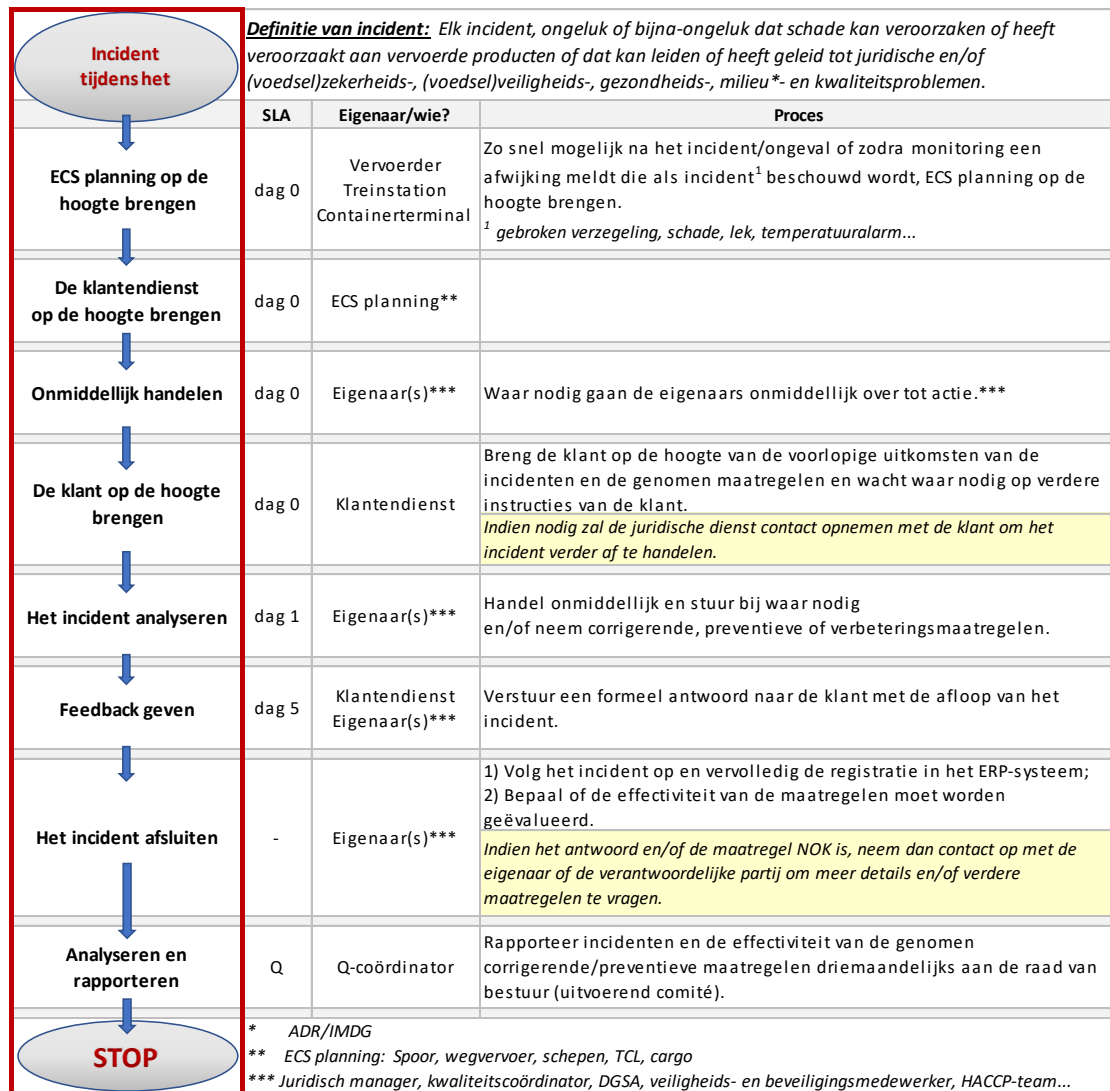 Incident
tijdens het
Definitie van incident: Elk incident, ongeluk of bijna-ongeluk dat schade kan veroorzaken of heeft
veroorzaakt aan vervoerde producten of dat kan leiden of heeft geleid tot juridische en/of
(voedsel)zekerheids-, (voedsel)veiligheids-, gezondheids-, milieu*- en kwaliteitsproblemen.
SLA Eigenaar/wie? Proces
ECS planning op de
hoogte brengen
dag 0
Vervoerder
Treinstation
Containerterminal
Zo snel mogelijk na het incident/ongeval of zodra monitoring een
afwijking meldt die als incident¹ beschouwd wordt, ECS planning op de
hoogte brengen.
¹ gebroken verzegeling, schade, lek, temperatuuralarm...
De klantendienst
op de hoogte brengen
dag 0
ECS planning**
Onmiddellijk handelen
dag 0
Eigenaar(s)***
Waar nodig gaan de eigenaars onmiddellijk over tot actie.***
De klant op de hoogte
brengen
dag 0
Klantendienst
Breng de klant op de hoogte van de voorlopige uitkomsten van de
incidenten en de genomen maatregelen en wacht waar nodig op verdere
instructies van de klant.
Indien nodig zal de juridische dienst contact opnemen met de klant om het
incident verder af te handelen.
Het incident analyseren
dag 1
Eigenaar(s)***
Handel onmiddellijk en stuur bij waar nodig
en/of neem corrigerende, preventieve of verbeteringsmaatregelen.
Feedback geven
dag 5
Klantendienst
Eigenaar(s)***
Verstuur een formeel antwoord naar de klant met de afloop van het
incident.
Het incident afsluiten
-
Eigenaar(s)***
1) Volg het incident op en vervolledig de registratie in het ERP-systeem;
2) Bepaal of de effectiviteit van de maatregelen moet worden
geëvalueerd.
Indien het antwoord en/of de maatregel NOK is, neem dan contact op met de
eigenaar of de verantwoordelijke partij om meer details en/of verdere
maatregelen te vragen.
Analyseren en
rapporteren
Q
Q-coördinator
Rapporteer incidenten en de effectiviteit van de genomen
corrigerende/preventieve maatregelen driemaandelijks aan de raad van
bestuur (uitvoerend comité).
STOP
* ADR/IMDG
** ECS planning: Spoor, wegvervoer, schepen, TCL, cargo
*** Juridisch manager, kwaliteitscoördinator, DGSA, veiligheids- en beveiligingsmedewerker, HACCP-team...